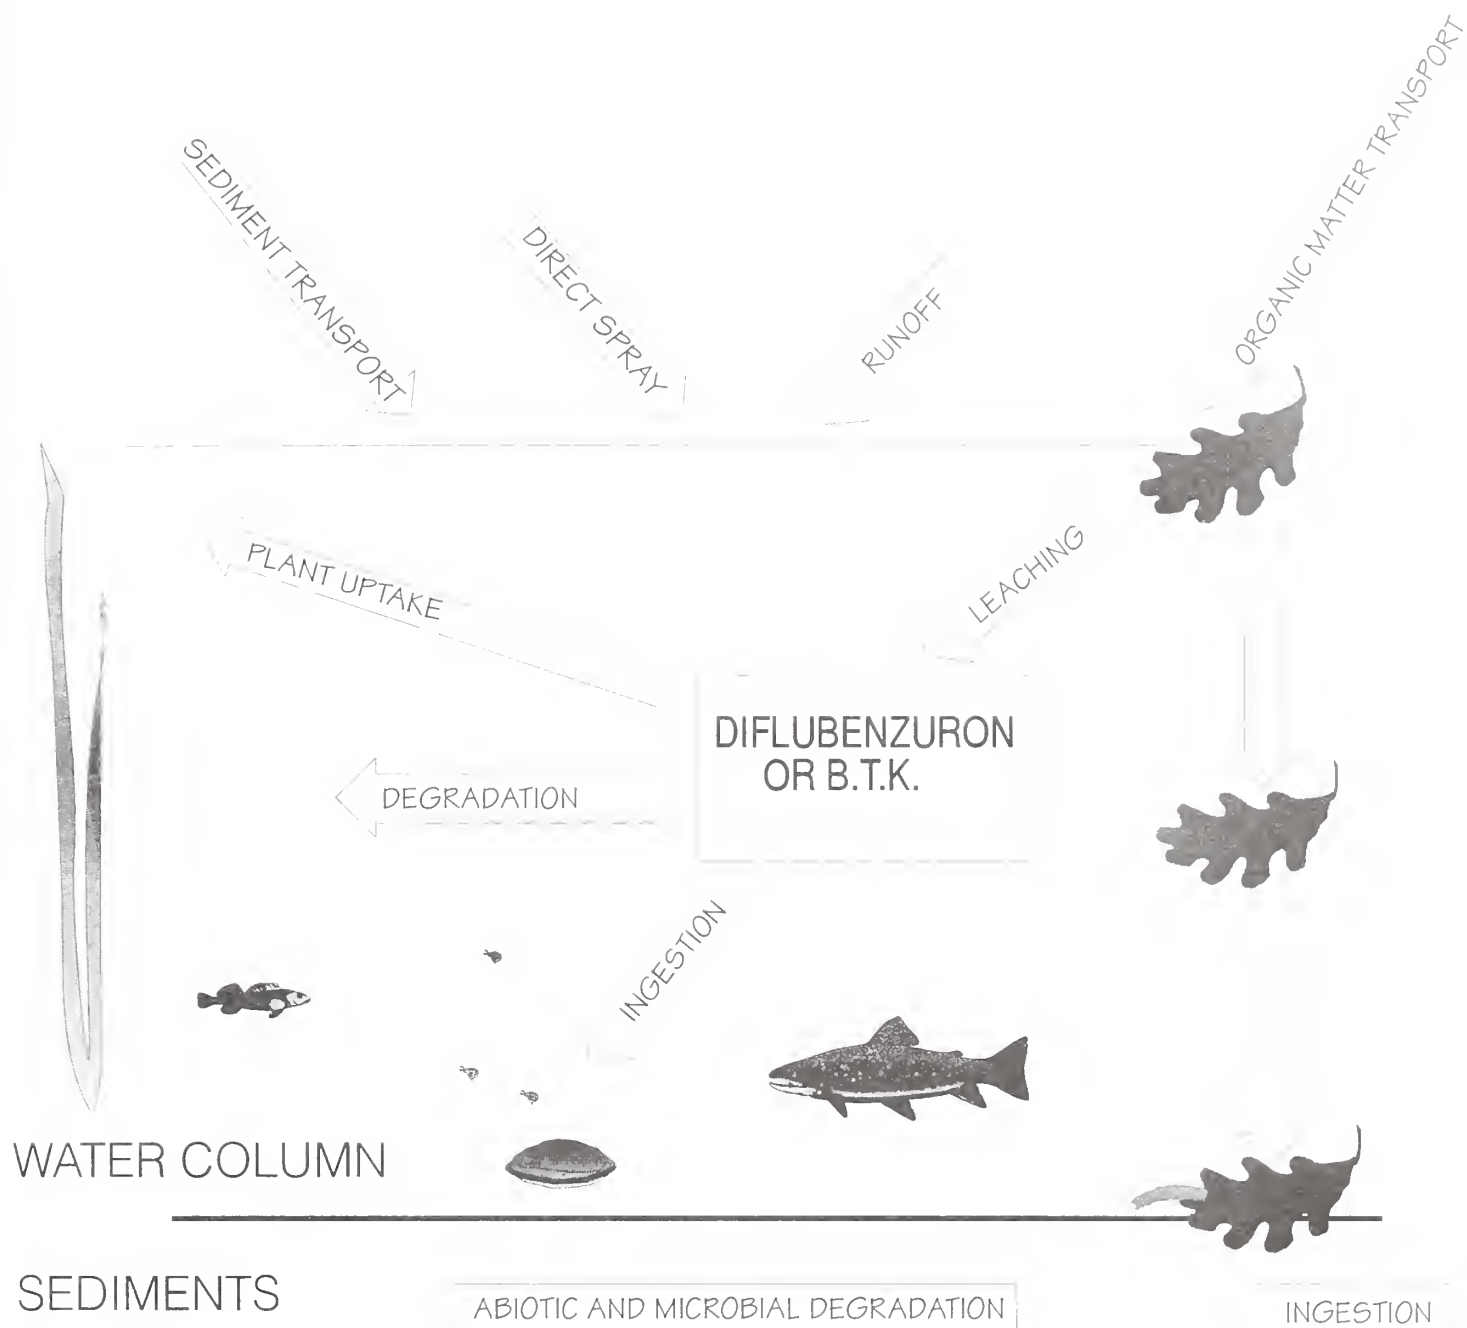 ORGANIC MATTER TRANSPORT
SEDIMENT TRANSPORT
DIRECT SPRAY
RUNOFF
PLANT UPTAKE
LEACHING
DIFLUBENZURON
OR B.T.K.
DEGRADATION
INGESTION
WATER COLUMN
SEDIMENTS
ABIOTIC AND MICROBIAL DEGRADATION
INGESTION